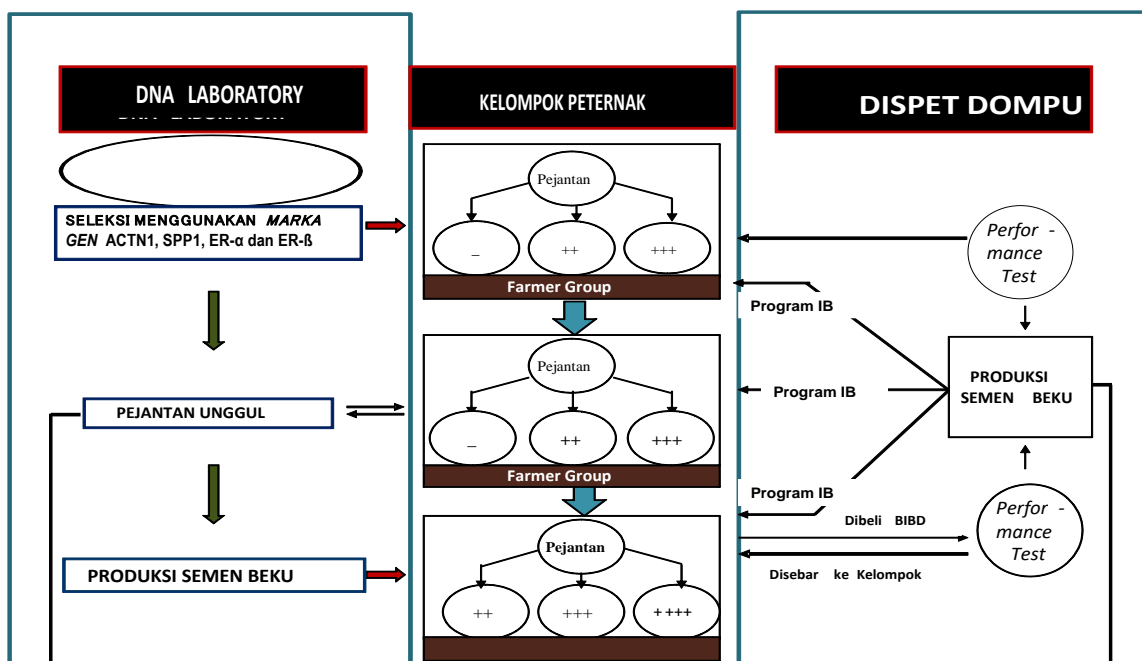 DNA LABORATORY
DNA LABORATORY
SELEKSI MENGGUNAKAN MARKA
GEN ACTN1, SPP1, ER-α dan ER-ß
PEJANTAN UNGGUL
PRODUKSI SEMEN BEKU
KELOMPOK PETERNAK
Pejantan
_ ++ +++
Farmer Group
Pejantan
_ ++ +++
Farmer Group
Pejantan
++ +++ + +++
DISPET DOMPU
Perfor -
mance
Test
Program IB
Program IB
PRODUKSI
SEMEN BEKU
Program IB
Dibeli BIBD
Disebar ke Kelompok
Perfor -
mance
Test